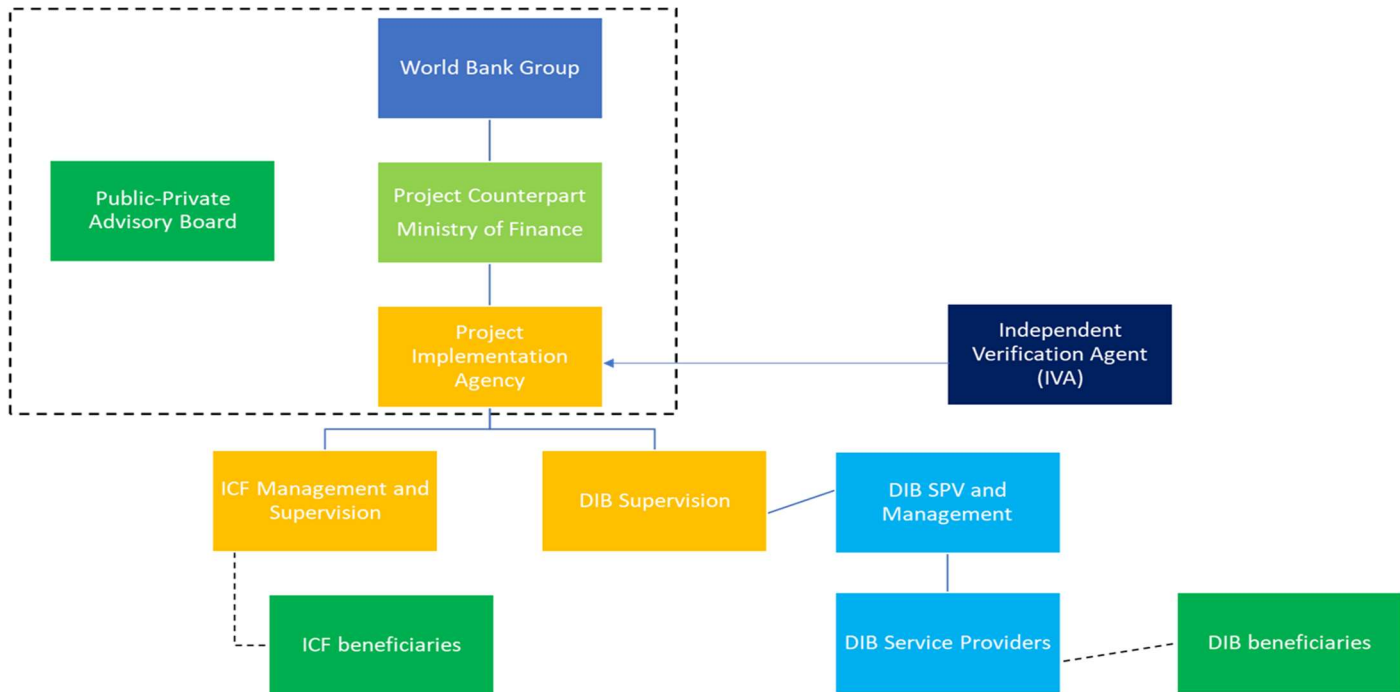 World Bank Group
Public-Private
Advisory Board
Project Counterpart
Ministry of Finance
Project
Implementation
Agency
Independent
Verification Agent
(IVA)
ICF Management and
Supervision
DIB Supervision
DIB SPV and
Management
ICF beneficiaries
DIB Service Providers
DIB beneficiaries